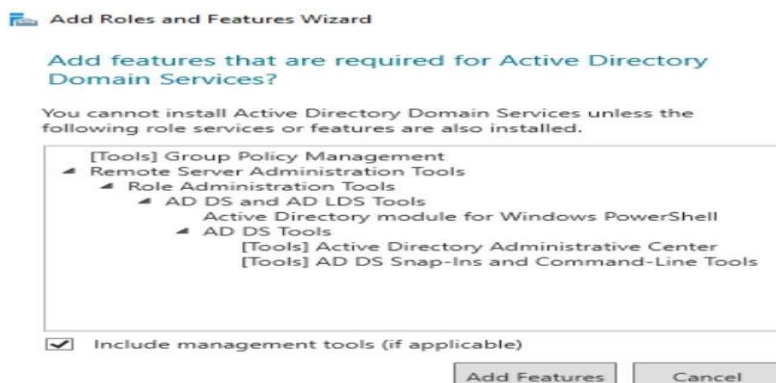 Add Roles and Features Wizard
Add features that are required for Active Directory
Domain Services?
You cannot install Active Directory Domain Services unless the
following role services or features are also installed.
[Tools] Group Policy Management
Remote Server Administration Tools
Role Administration Tools
AD DS and AD LDS Tools
Active Directory module for Windows PowerShell
AD DS Tools
[Tools] Active Directory Administrative Center
[Tools] AD DS Snap-Ins and Command-Line Tools
Include management tools (if applicable)
Add Features Cancel